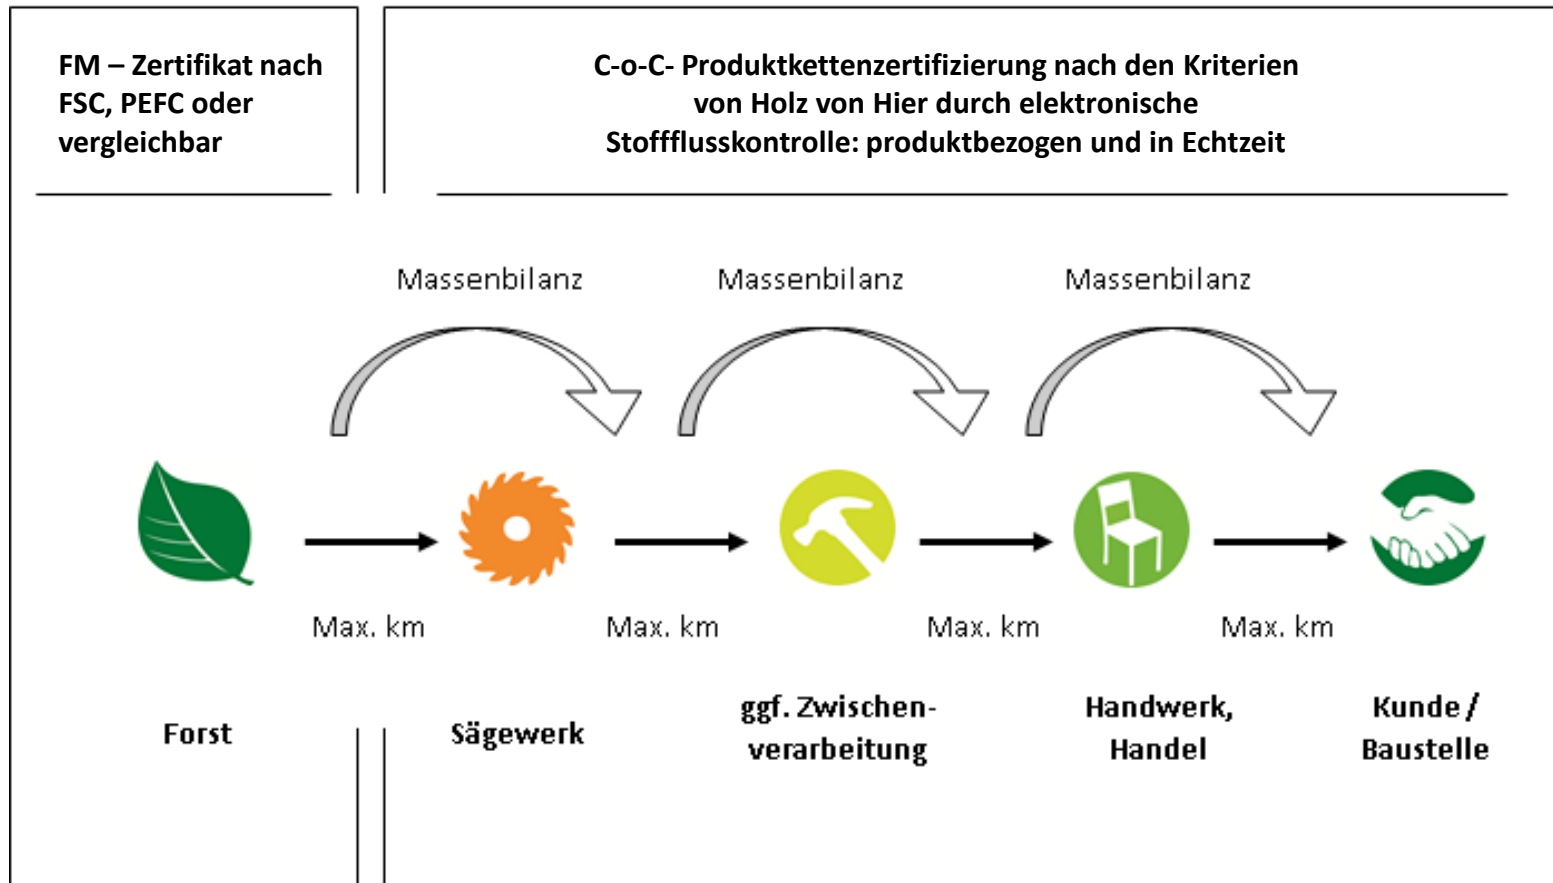 FM – Zertifikat nach
FSC, PEFC oder
vergleichbar
C-o-C- Produktkettenzertifizierung nach den Kriterien
von Holz von Hier durch elektronische
Stoffflusskontrolle: produktbezogen und in Echtzeit
Massenbilanz
Massenbilanz
Massenbilanz
Max. km
Max. km
Max. km
Max. km
Forst
Sägewerk
ggf. Zwischen-
verarbeitung
Handwerk,
Handel
Kunde /
Baustelle